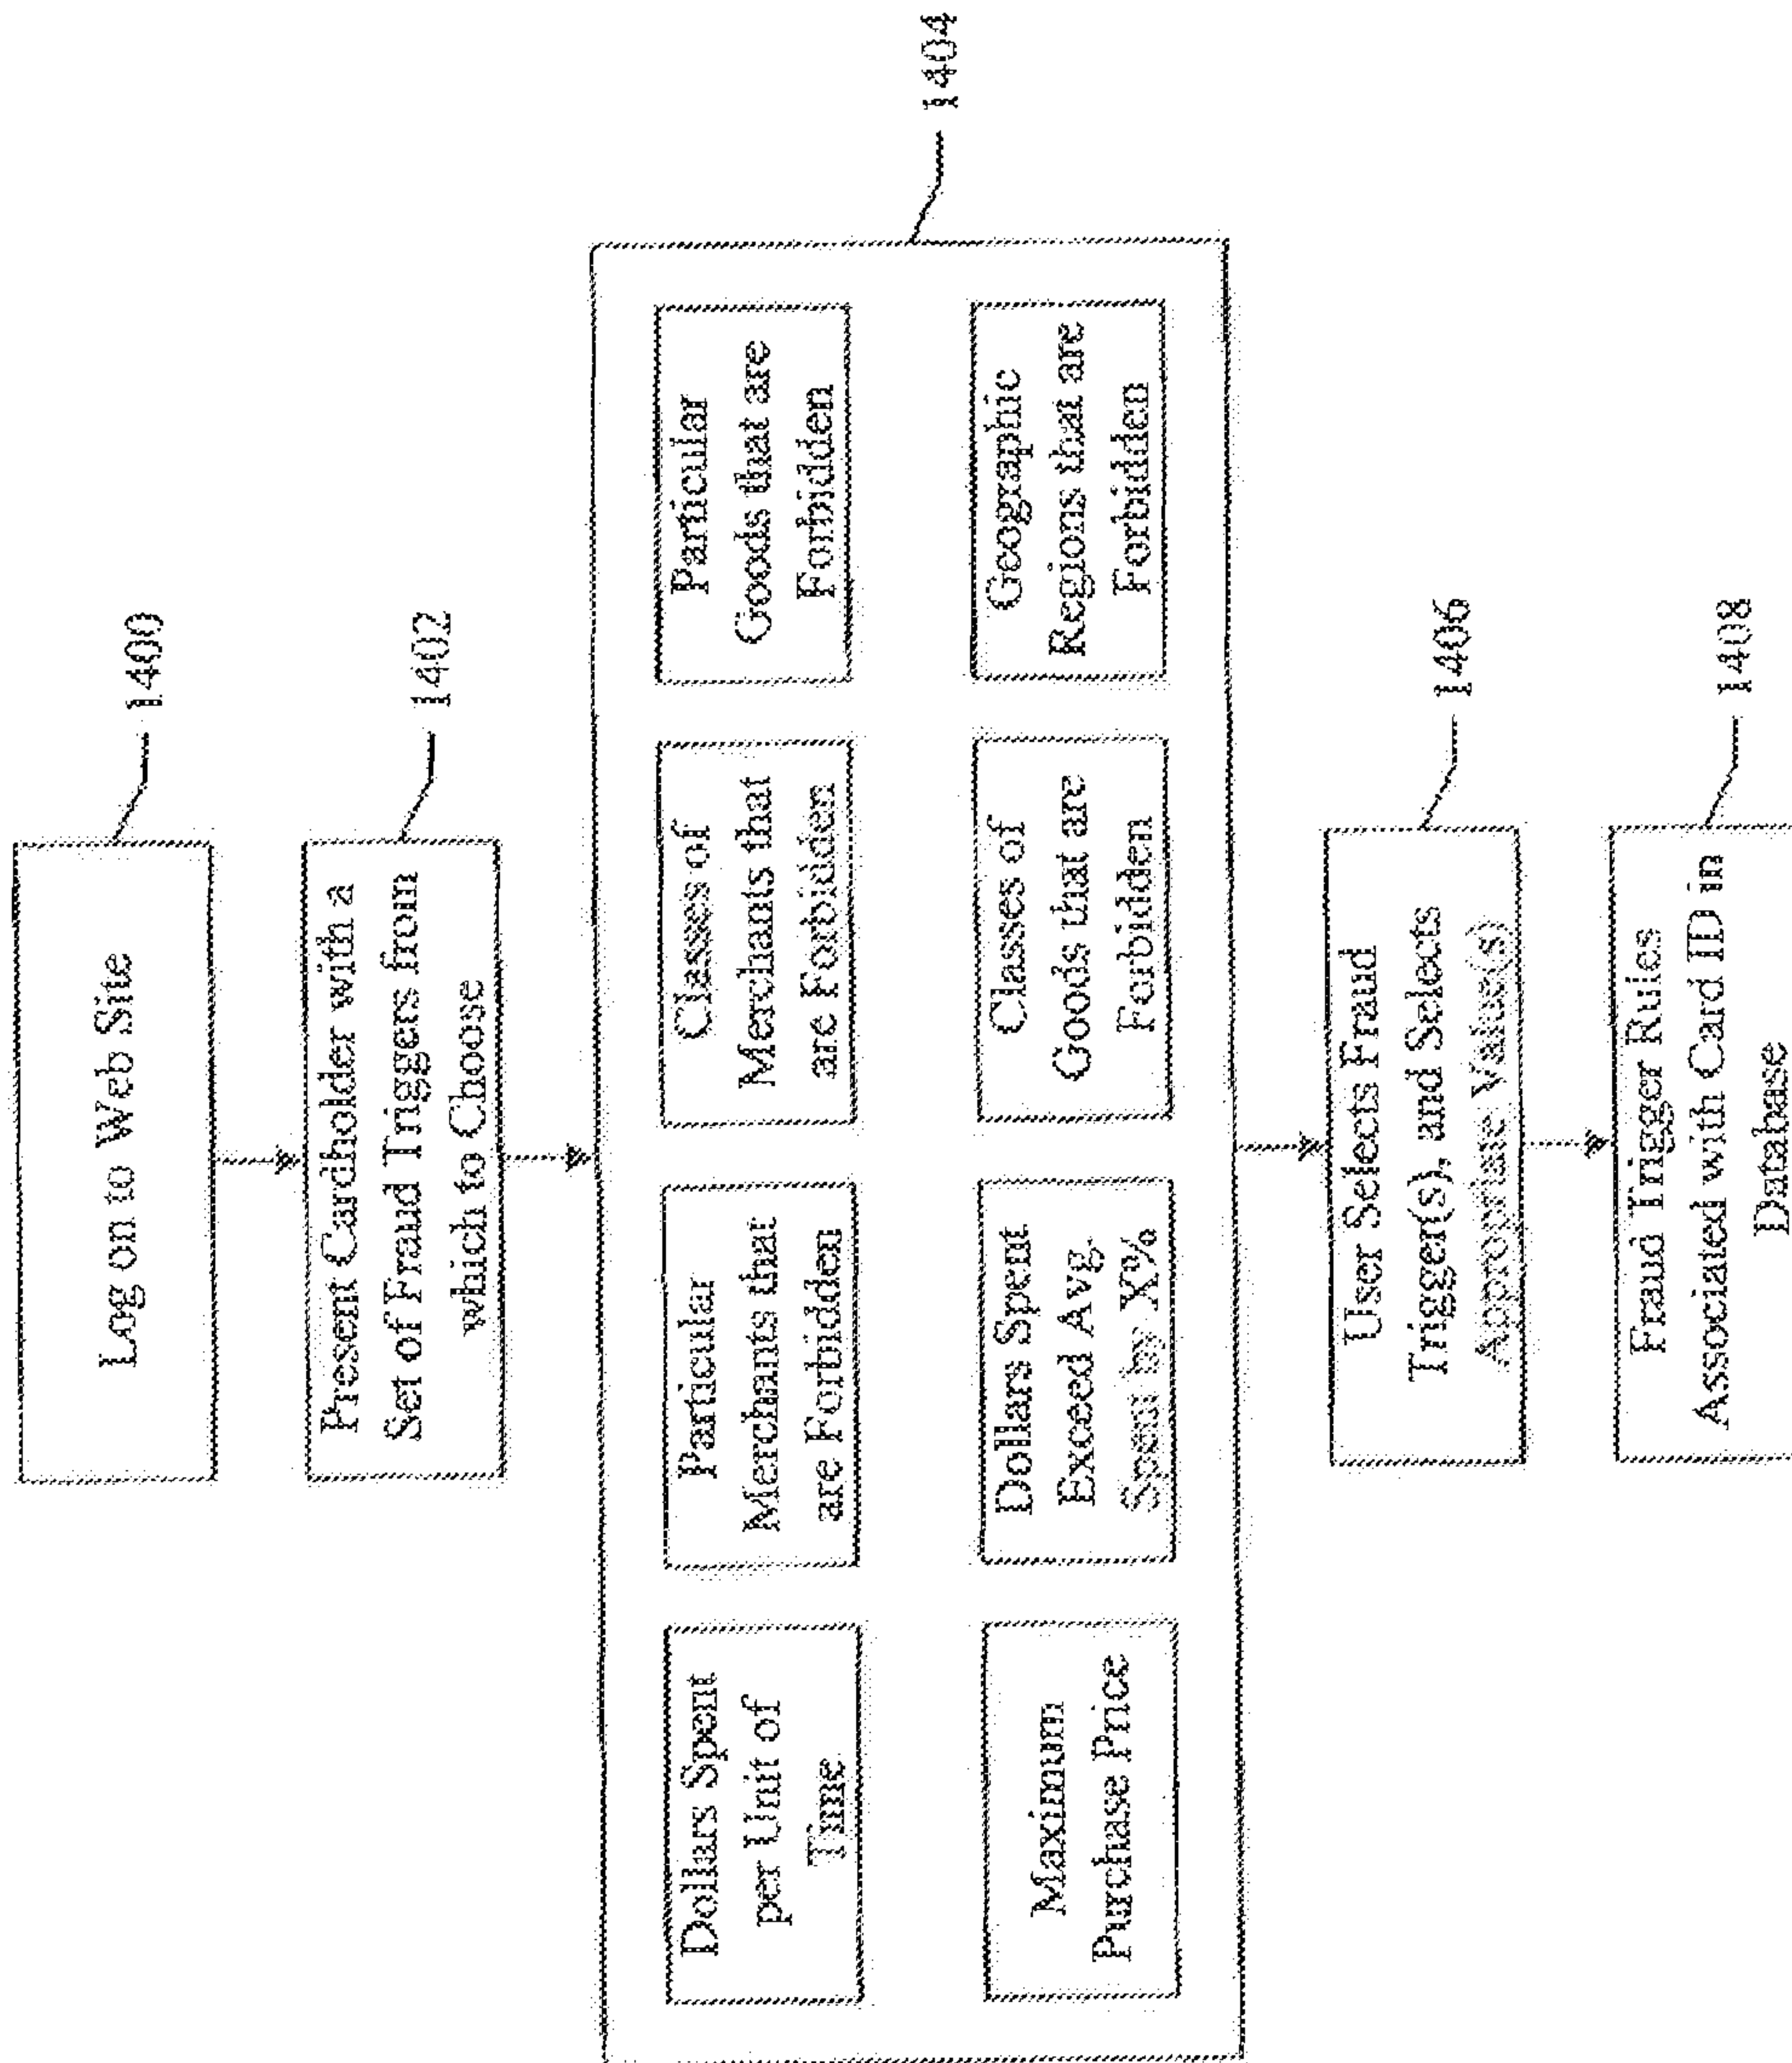 Log on to Web Site
1400
Present Cardholder with a
Set of Fraud Triggers from
which to Choose
1402
1404
Dollars Spent
per Unit of
Time
Particular
Merchants that
are Forbidden
Classes of
Merchants that
are Forbidden
Particular
Goods that are
Forbidden
Maximum
Purchase Price
Dollars Spent
Exceed Avg.
Spent by X%
Classes of
Goods that are
Forbidden
Geographic
Regions that are
Forbidden
User Selects Fraud
Trigger(s), and Selects
Appropriate Value(s)
1406
Fraud Trigger Rules
Associated with Card ID in
Database
1408